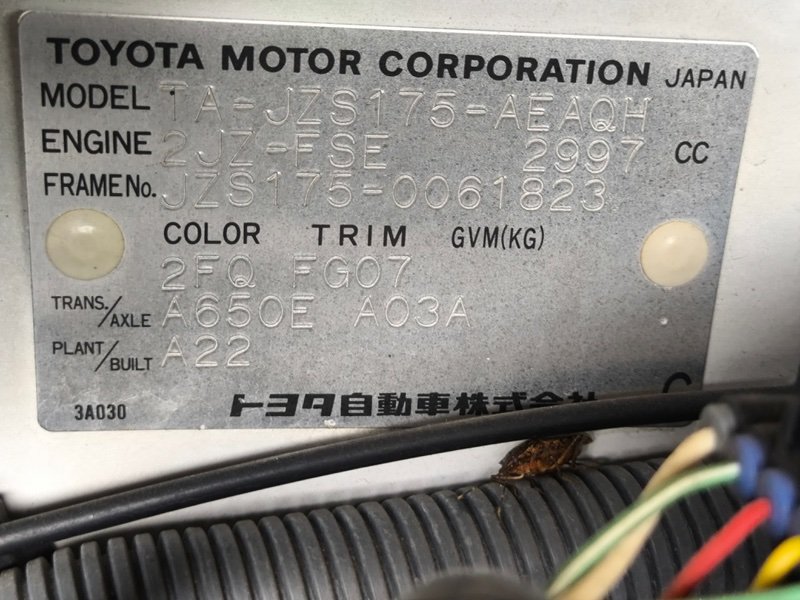 TOYOTA MOTOR CORPORATION JAPAN
MODEL TA-JZS175-AEAQH
ENGINE 2JZ-FSE 2997 CC
FRAME No. JZS175-0061823
COLOR TRIM GVM(KG)
2FQ FG07
TRANS./AXLE A650E A03A
PLANT/BUILT A22
3A030 トヨタ自動車株式会社